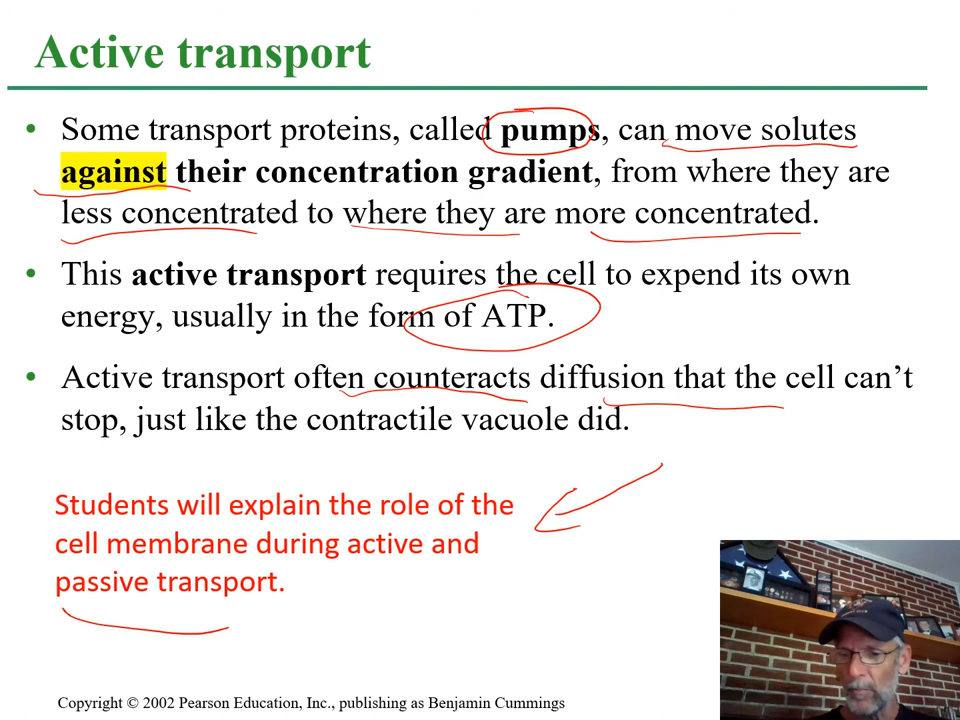 Active transport
• Some transport proteins, called pumps, can move solutes
against their concentration gradient, from where they are
less concentrated to where they are more concentrated.
• This active transport requires the cell to expend its own
energy, usually in the form of ATP.
• Active transport often counteracts diffusion that the cell can’t
stop, just like the contractile vacuole did.
Students will explain the role of the
cell membrane during active and
passive transport.
Copyright © 2002 Pearson Education, Inc., publishing as Benjamin Cummings